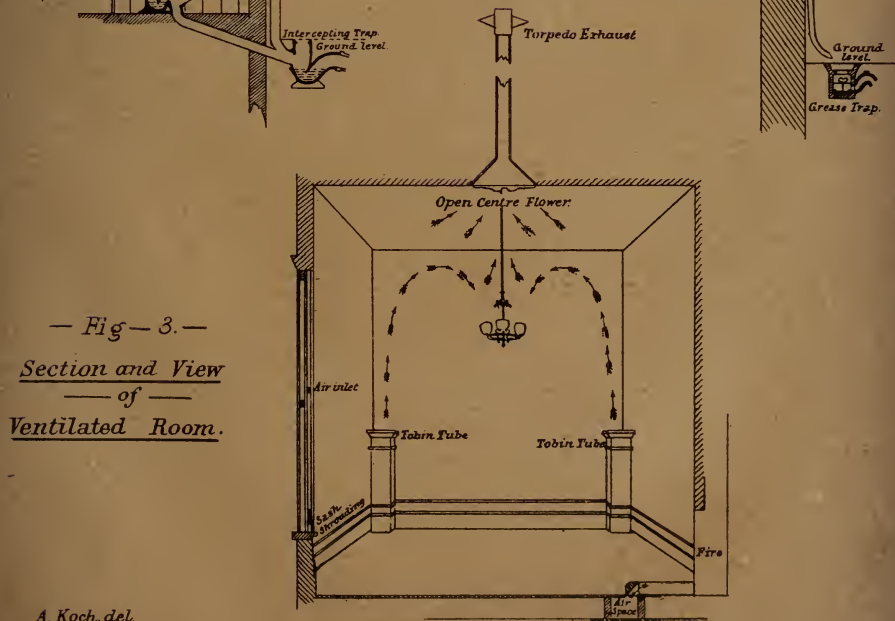 Intercepting Trap.
Ground level.
Torpedo Exhaust
Ground
level.
Grease Trap.
Open Centre Flower.
— Fig — 3. —
Section and View
— of —
Ventilated Room.
Air inlet
Tobin Tube
Tobin Tube
Sash
shrouding
Fire
Air
Space
A. Koch. del